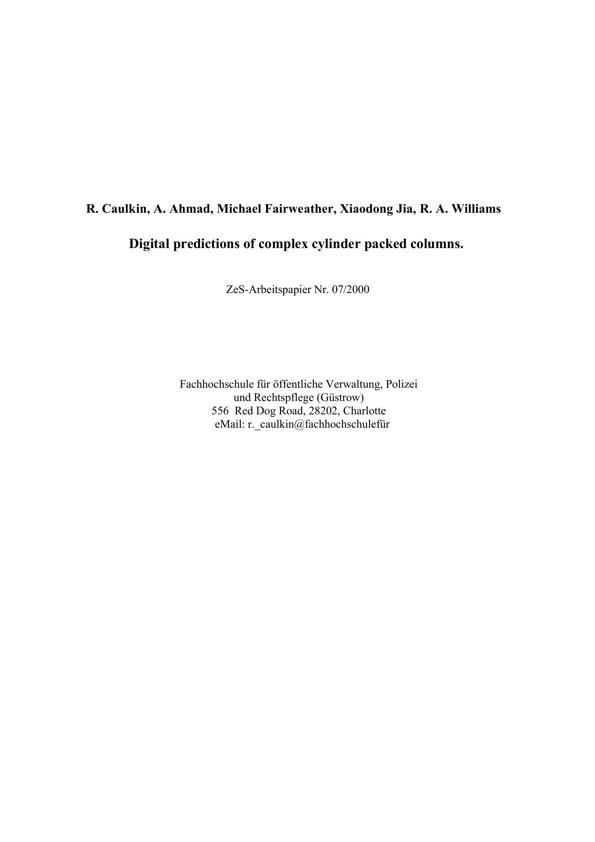 R. Caulkin, A. Ahmad, Michael Fairweather, Xiaodong Jia, R. A. Williams
Digital predictions of complex cylinder packed columns.
ZeS-Arbeitspapier Nr. 07/2000
Fachhochschule für öffentliche Verwaltung, Polizei
und Rechtspflege (Güstrow)
556  Red Dog Road, 28202, Charlotte
eMail: r._caulkin@fachhochschulefür